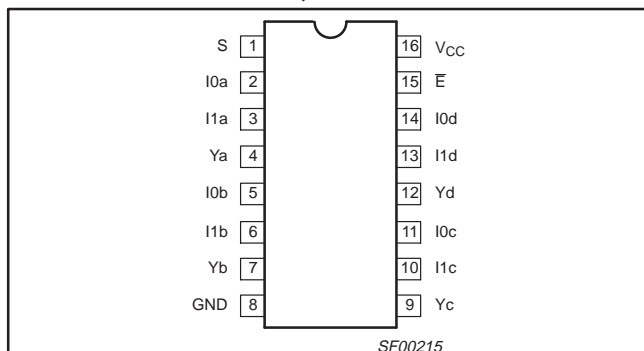 S 1 16 VCC
I0a 2 15 E̅
I1a 3 14 I0d
Ya 4 13 I1d
I0b 5 12 Yd
I1b 6 11 I0c
Yb 7 10 I1c
GND 8 9 Yc
SF00215